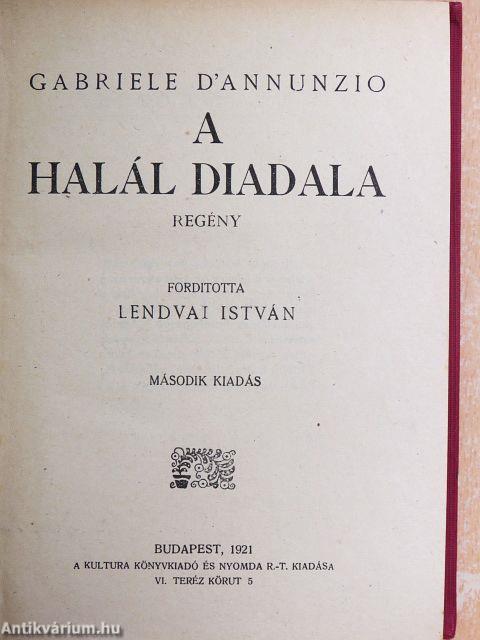 GABRIELE D'ANNUNZIO
A
HALÁL DIADALA
REGÉNY
FORDITOTTA
LENDVAI ISTVÁN
MÁSODIK KIADÁS
BUDAPEST, 1921
A KULTURA KÖNYVKIADÓ ÉS NYOMDA R.-T. KIADÁSA
VI. TERÉZ KÖRUT 5
Antikvárium.hu